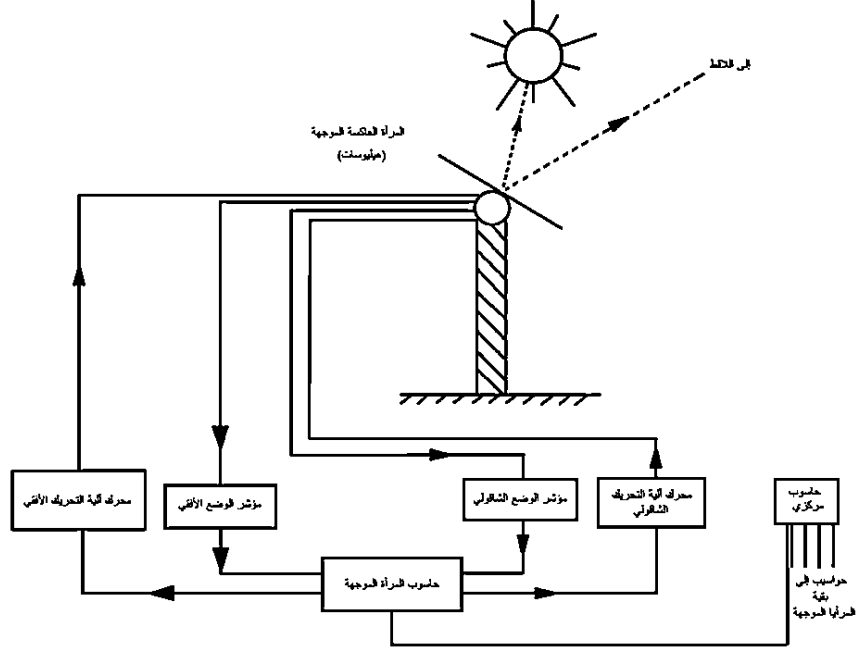 إلى اللاقط
المرآة العاكسة الموجهة
(هيليوستات)
محرك آلية التحريك الأفقي
مؤشر الوضع الأفقي
مؤشر الوضع الشاقولي
محرك آلية التحريك
الشاقولي
حاسوب
مركزي
حاسوب المرآة الموجهة
حواسيب إلى
بقية
المرايا الموجهة